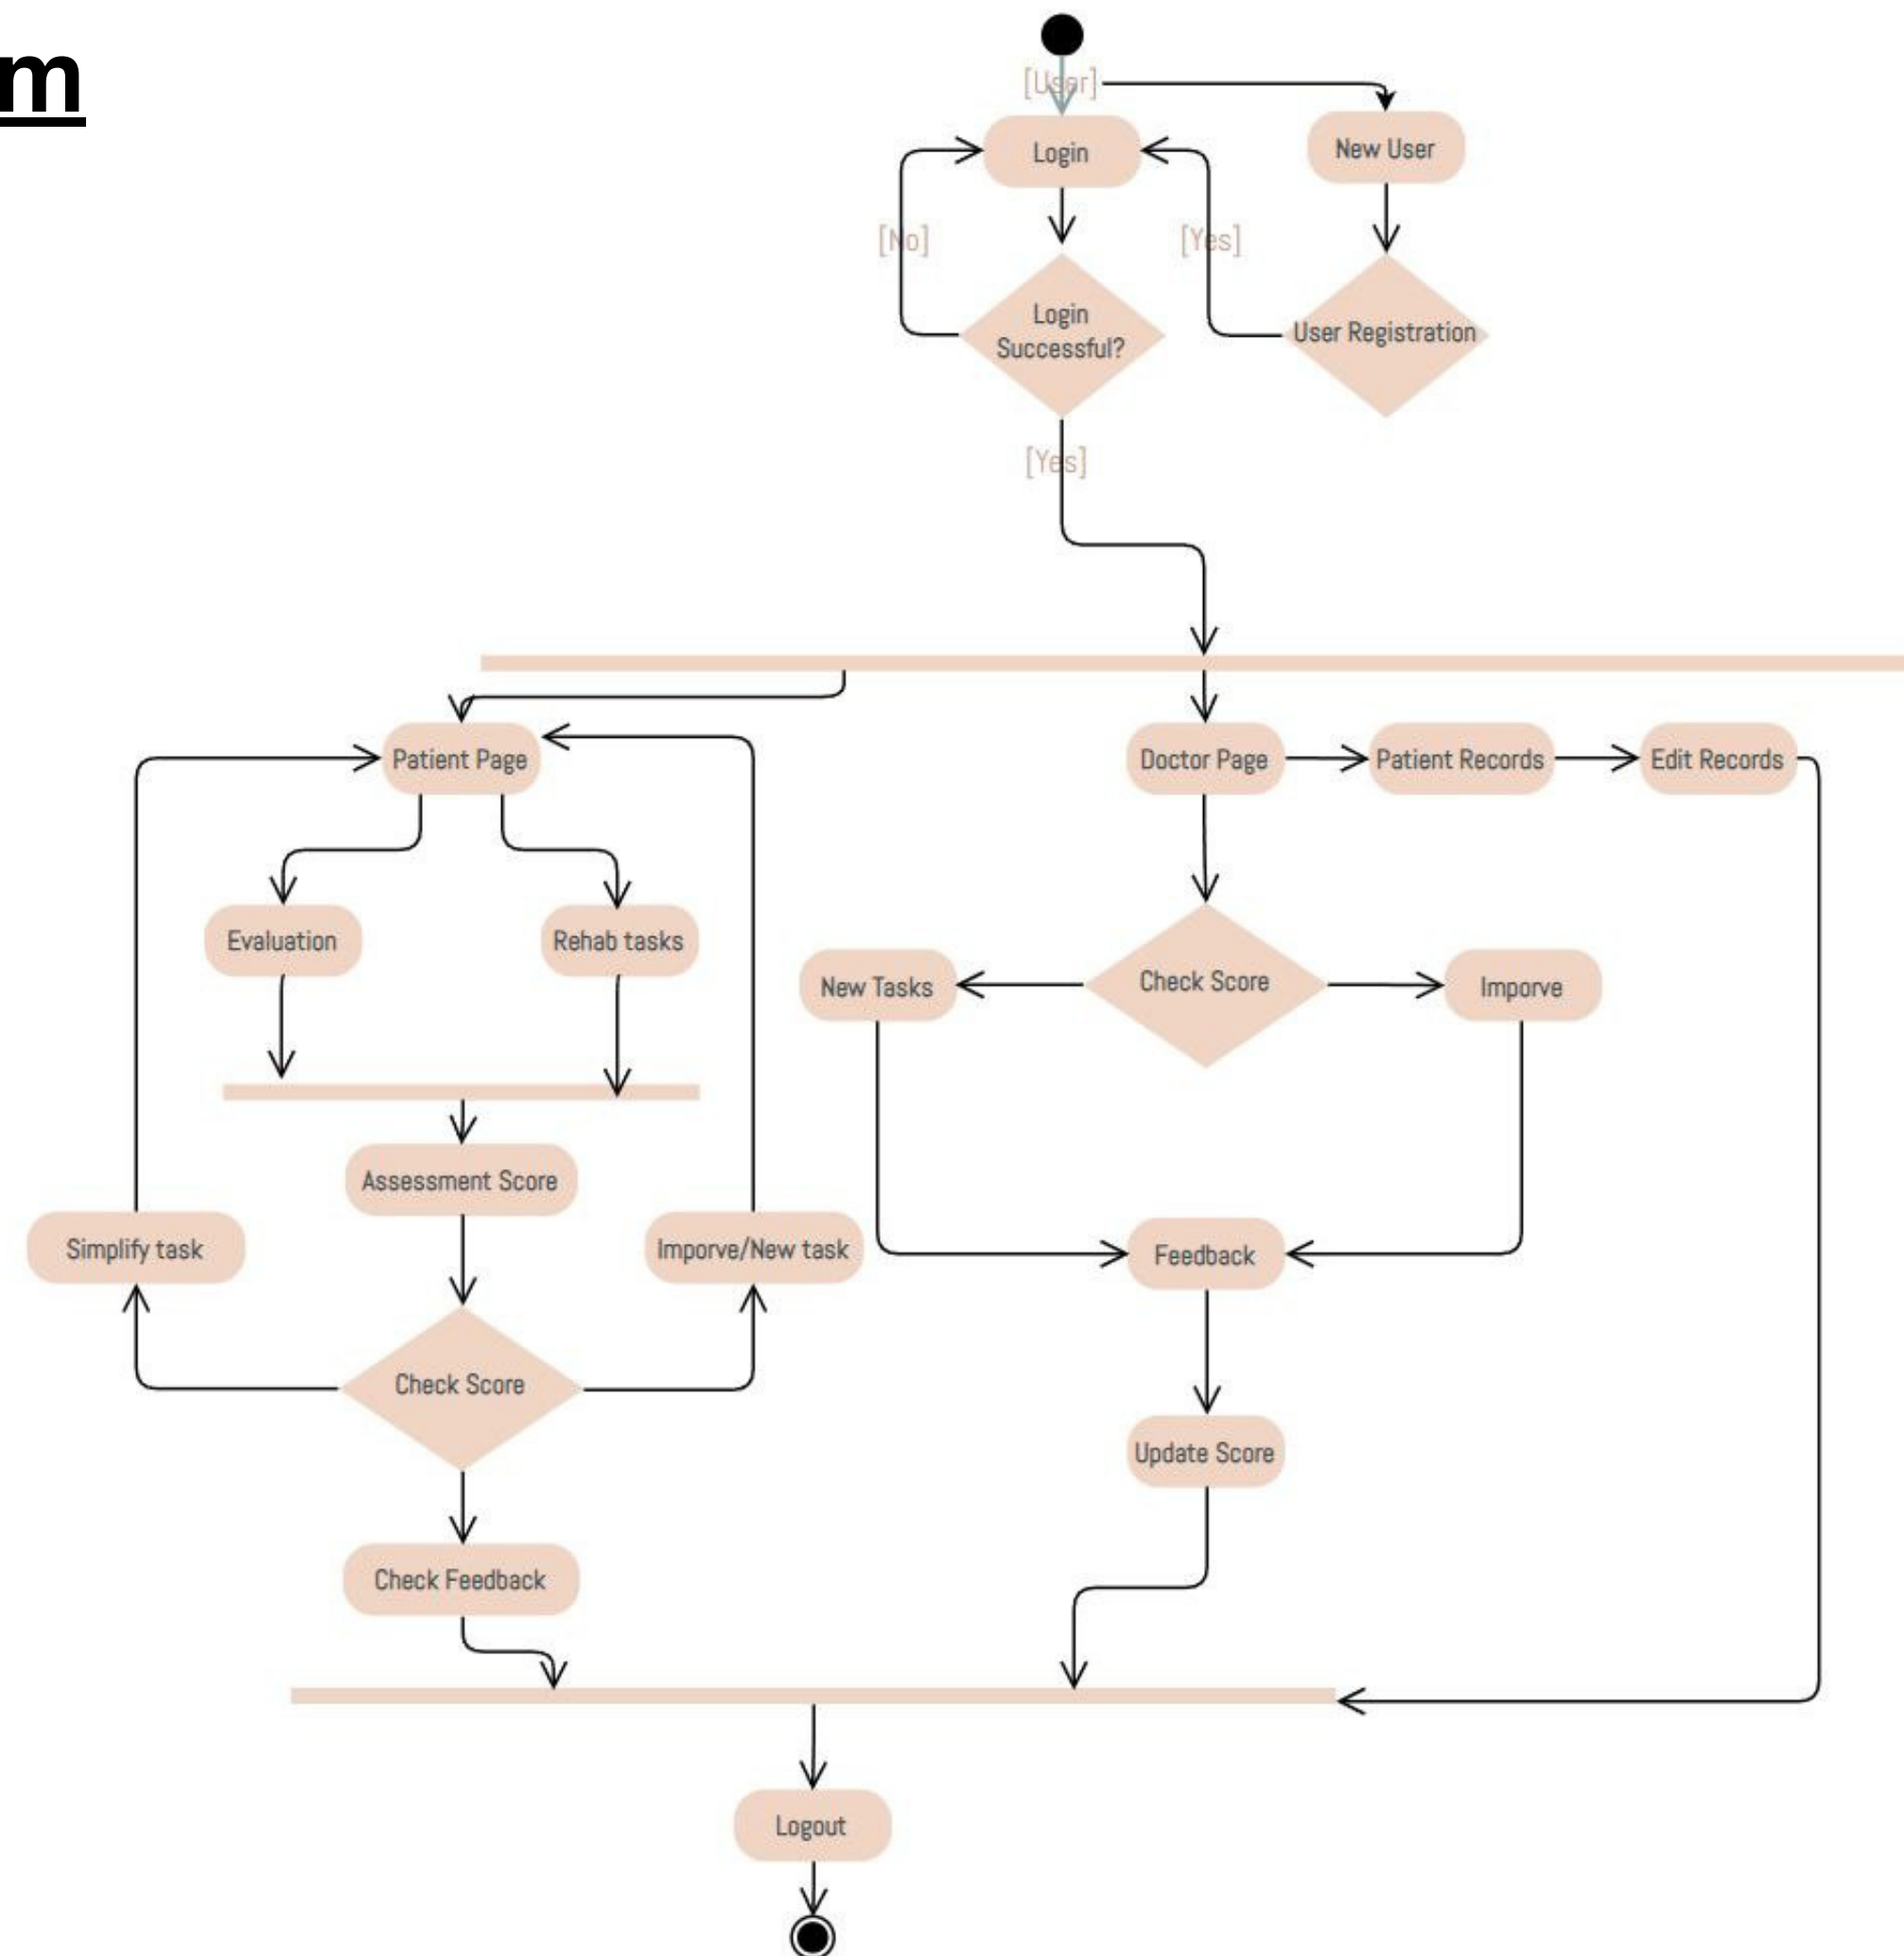 m
[User]
Login
New User
[No]
[Yes]
Login
Successful?
User Registration
[Yes]
Patient Page
Doctor Page
Patient Records
Edit Records
Evaluation
Rehab tasks
New Tasks
Check Score
Imporve
Assessment Score
Simplify task
Imporve/New task
Feedback
Check Score
Update Score
Check Feedback
Logout